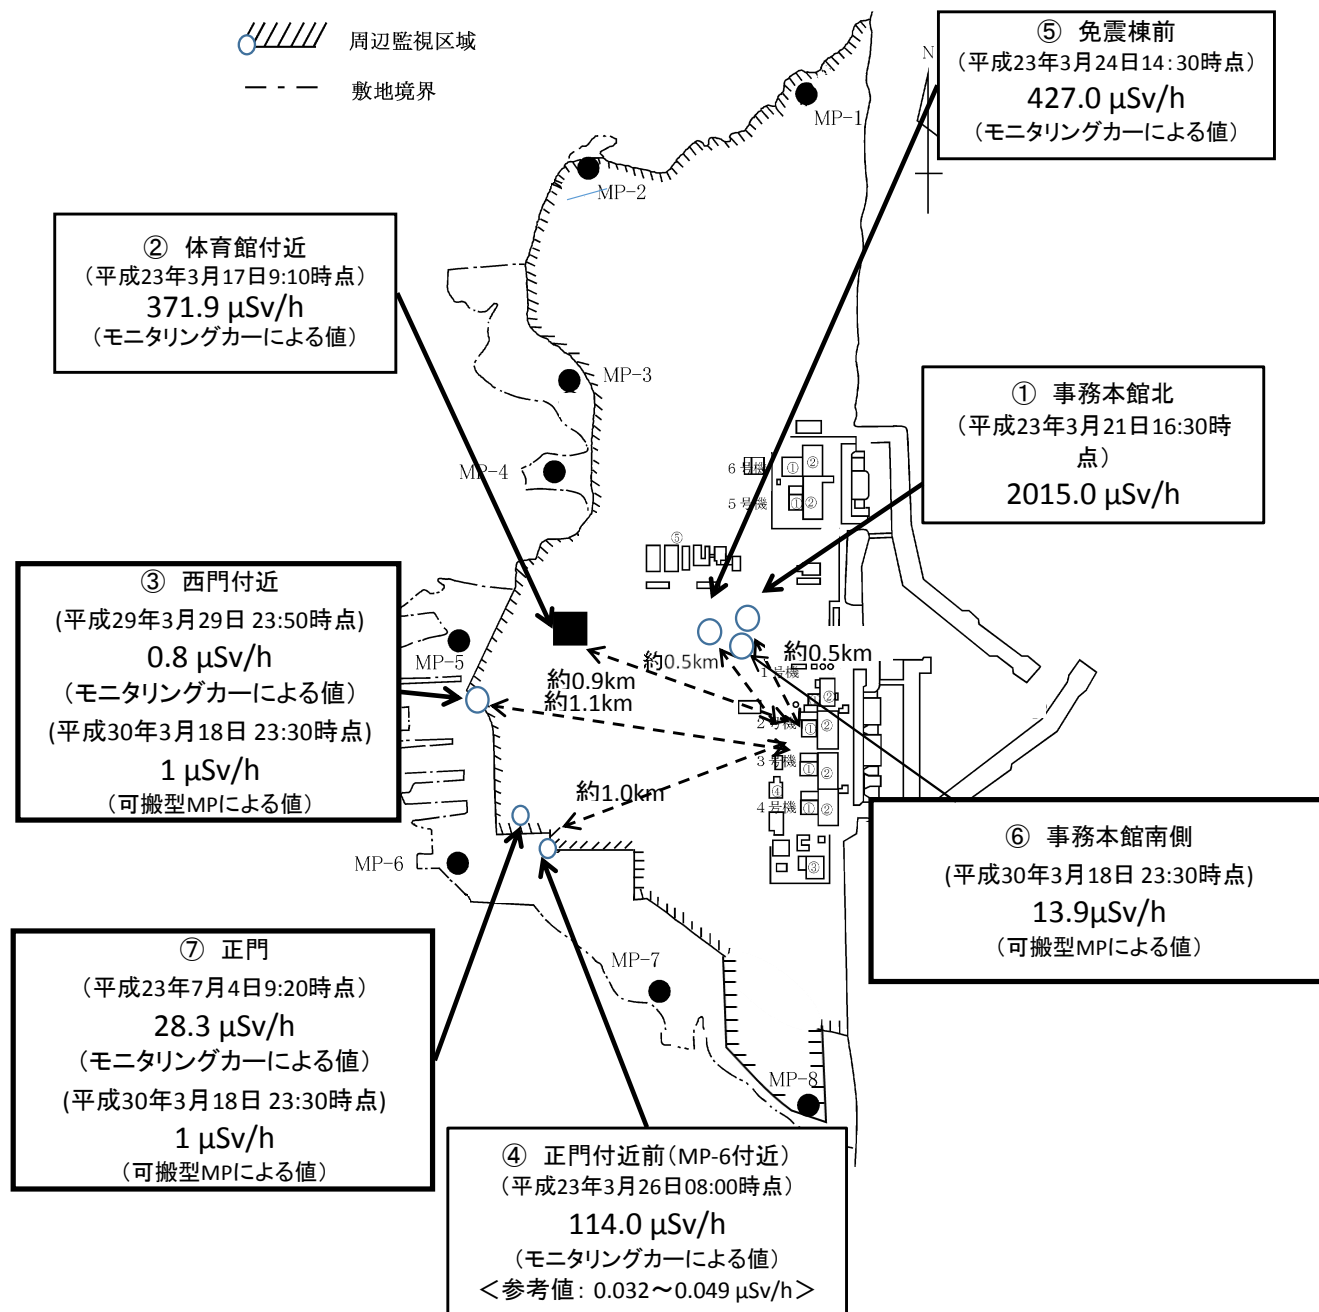 周辺監視区域
敷地境界
⑤ 免震棟前
(平成23年3月24日14:30時点)
427.0 μSv/h
(モニタリングカーによる値)
N
MP-1
MP-2
② 体育館付近
(平成23年3月17日9:10時点)
371.9 μSv/h
(モニタリングカーによる値)
MP-3
① 事務本館北
(平成23年3月21日16:30時
点)
2015.0 μSv/h
MP-4
6号機
① ②
5号機
① ②
⑤
③ 西門付近
(平成29年3月29日 23:50時点)
0.8 μSv/h
(モニタリングカーによる値)
(平成30年3月18日 23:30時点)
1 μSv/h
(可搬型MPによる値)
MP-5
約0.9km
約1.1km
約0.5km
約0.5km
1号機
②
2号機
① ②
3号機
① ②
④
4号機
① ②
③
約1.0km
MP-6
⑥ 事務本館南側
(平成30年3月18日 23:30時点)
13.9μSv/h
(可搬型MPによる値)
⑦ 正門
(平成23年7月4日9:20時点)
28.3 μSv/h
(モニタリングカーによる値)
(平成30年3月18日 23:30時点)
1 μSv/h
(可搬型MPによる値)
MP-7
MP-8
④ 正門付近前(MP-6付近)
(平成23年3月26日08:00時点)
114.0 μSv/h
(モニタリングカーによる値)
<参考値: 0.032～0.049 μSv/h>